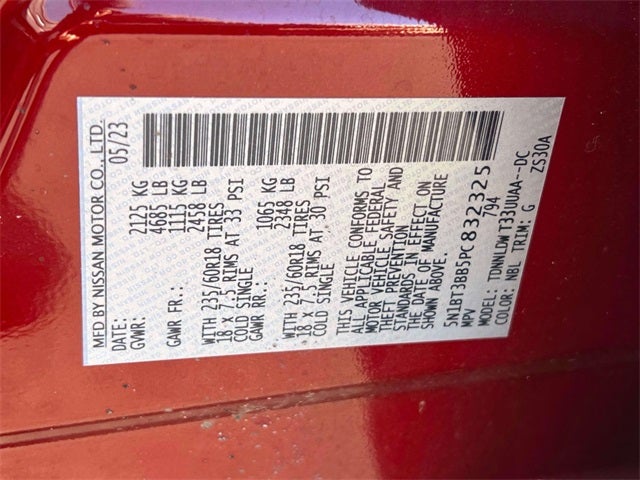 MFD BY NISSAN MOTOR CO., LTD.
DATE: 05/23
GVWR: 2125 KG
4685 LB
GAWR FR.: 1115 KG
2458 LB
WITH 235/60R18 TIRES
18 X 7.5 RIMS AT 33 PSI
COLD SINGLE
GAWR RR.: 1065 KG
2348 LB
WITH 235/60R18 TIRES
18 X 7.5 RIMS AT 30 PSI
COLD SINGLE
THIS VEHICLE CONFORMS TO
ALL APPLICABLE FEDERAL
MOTOR VEHICLE SAFETY AND
THEFT PREVENTION
STANDARDS IN EFFECT ON
THE DATE OF MANUFACTURE
SHOWN ABOVE.
5N1BT3BB5PC832325
MPV 794
MODEL: TDNNLDWT33UUAA--DC
COLOR: NBL TRIM: G ZS30A